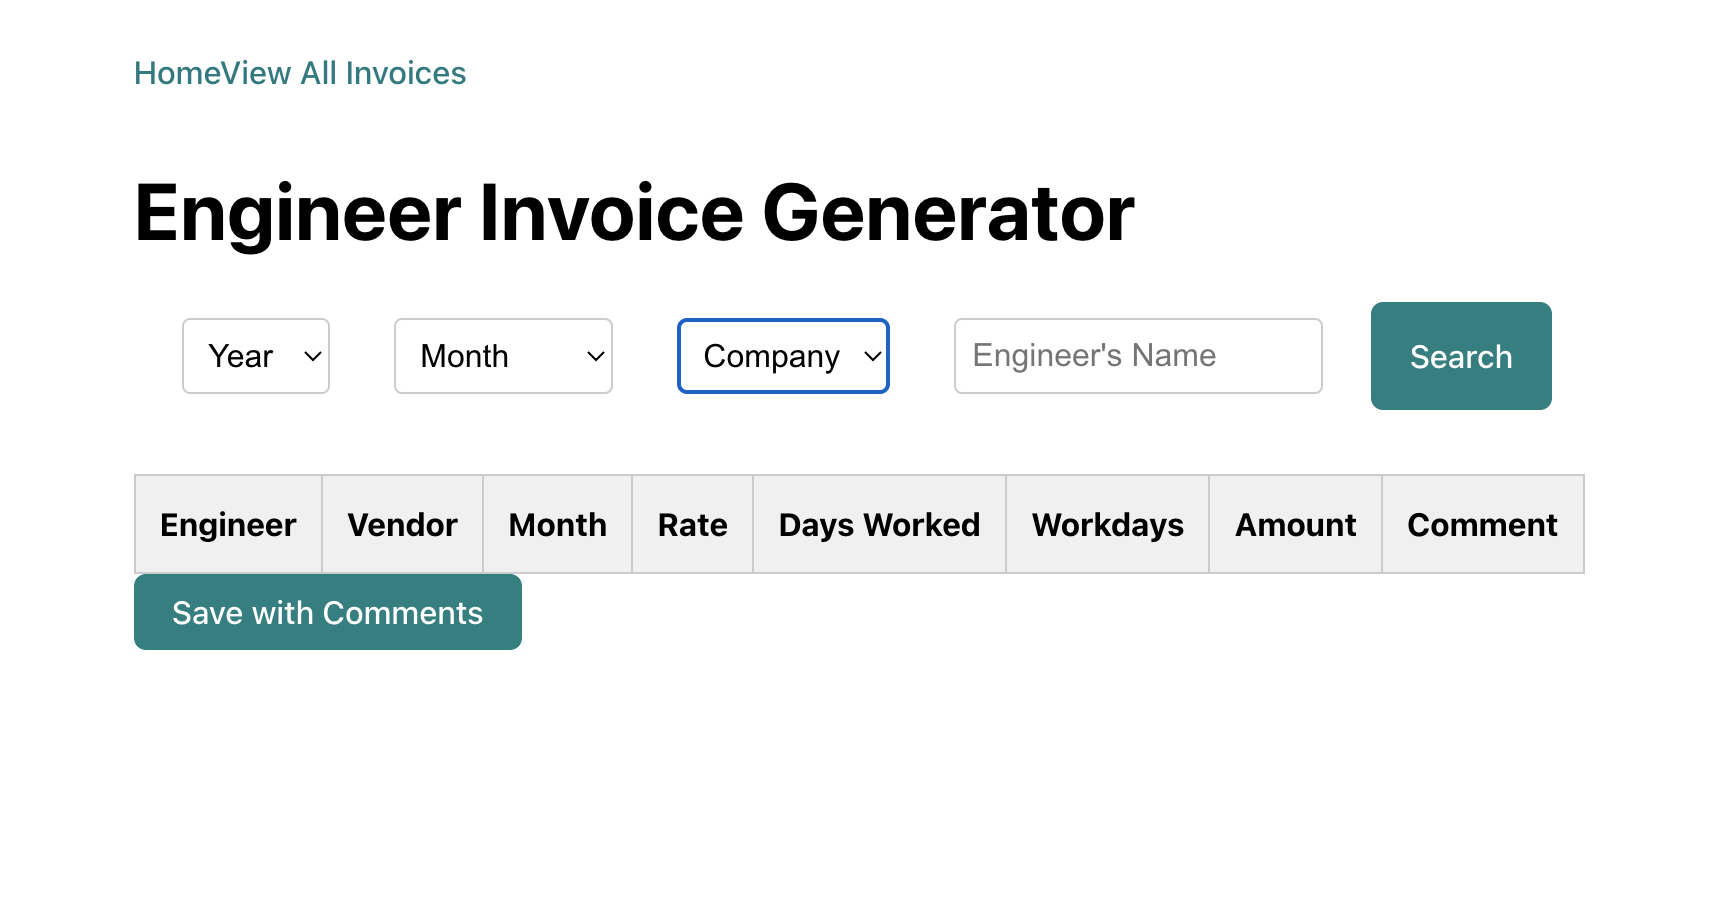 HomeView All Invoices
Engineer Invoice Generator
Year Month Company Engineer's Name Search
Engineer Vendor Month Rate Days Worked Workdays Amount Comment
Save with Comments